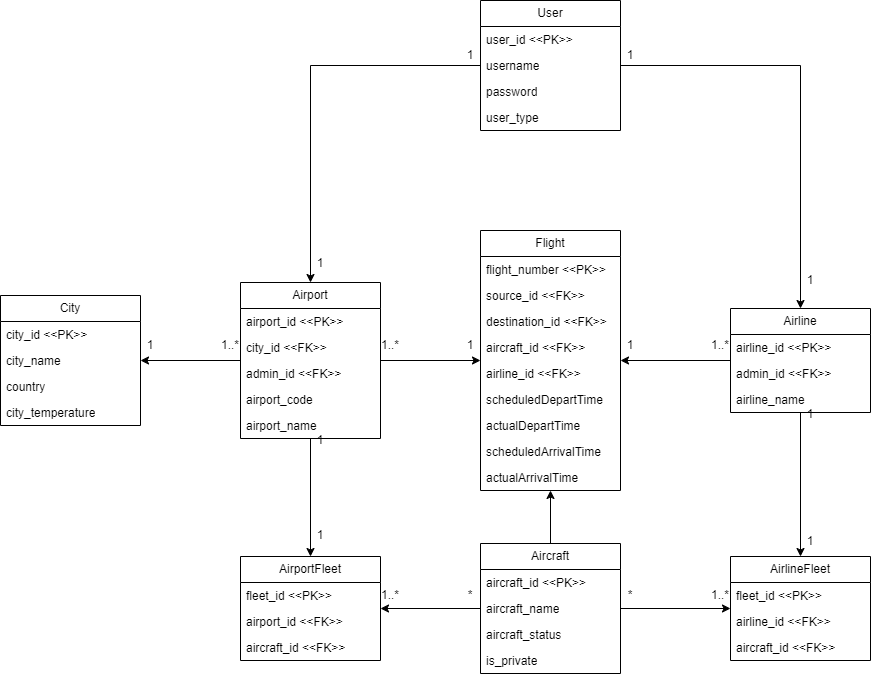 User
user_id <<PK>>
username
password
user_type
1
1
1
1
Airport
airport_id <<PK>>
city_id <<FK>>
admin_id <<FK>>
airport_code
airport_name
City
city_id <<PK>>
city_name
country
city_temperature
1
1..*
1..*
1
Flight
flight_number <<PK>>
source_id <<FK>>
destination_id <<FK>>
aircraft_id <<FK>>
airline_id <<FK>>
scheduledDepartTime
actualDepartTime
scheduledArrivalTime
actualArrivalTime
1
1..*
Airline
airline_id <<PK>>
admin_id <<FK>>
airline_name
1
1
1
1
AirportFleet
fleet_id <<PK>>
airport_id <<FK>>
aircraft_id <<FK>>
1..*
*
Aircraft
aircraft_id <<PK>>
aircraft_name
aircraft_status
is_private
*
1..*
AirlineFleet
fleet_id <<PK>>
airline_id <<FK>>
aircraft_id <<FK>>